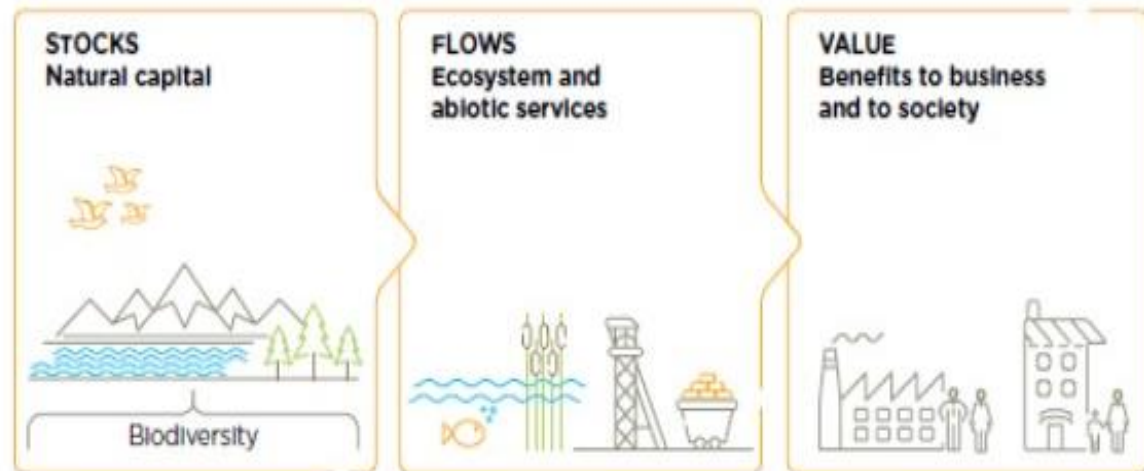 STOCKS
Natural capital
FLOWS
Ecosystem and
abiotic services
VALUE
Benefits to business
and to society
Biodiversity